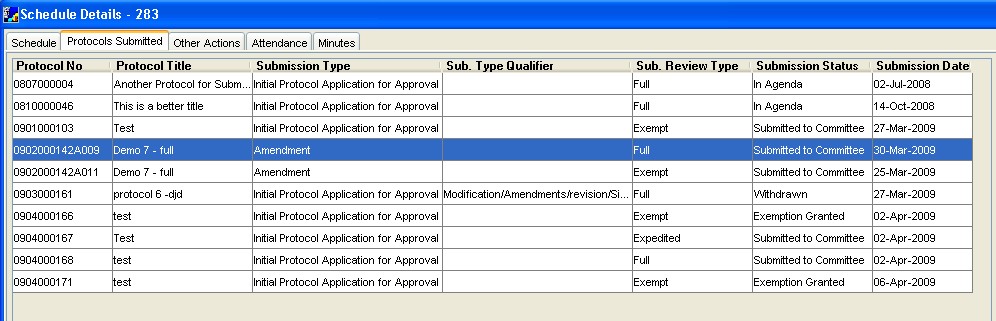 Schedule Details - 283
Schedule Protocols Submitted Other Actions Attendance Minutes
Protocol No Protocol Title Submission Type Sub. Type Qualifier Sub. Review Type Submission Status Submission Date
0807000004 Another Protocol for Subm... Initial Protocol Application for Approval Full In Agenda 02-Jul-2008
0810000046 This is a better title Initial Protocol Application for Approval Full In Agenda 14-Oct-2008
0901000103 Test Initial Protocol Application for Approval Exempt Submitted to Committee 27-Mar-2009
0902000142A009 Demo 7 - full Amendment Full Submitted to Committee 30-Mar-2009
0902000142A011 Demo 7 - full Amendment Exempt Submitted to Committee 25-Mar-2009
0903000161 protocol 6 -djd Initial Protocol Application for Approval Modification/Amendments/revision/Si... Full Withdrawn 27-Mar-2009
0904000166 test Initial Protocol Application for Approval Exempt Exemption Granted 02-Apr-2009
0904000167 Test Initial Protocol Application for Approval Expedited Submitted to Committee 02-Apr-2009
0904000168 test Initial Protocol Application for Approval Full Submitted to Committee 02-Apr-2009
0904000171 test Initial Protocol Application for Approval Exempt Exemption Granted 06-Apr-2009